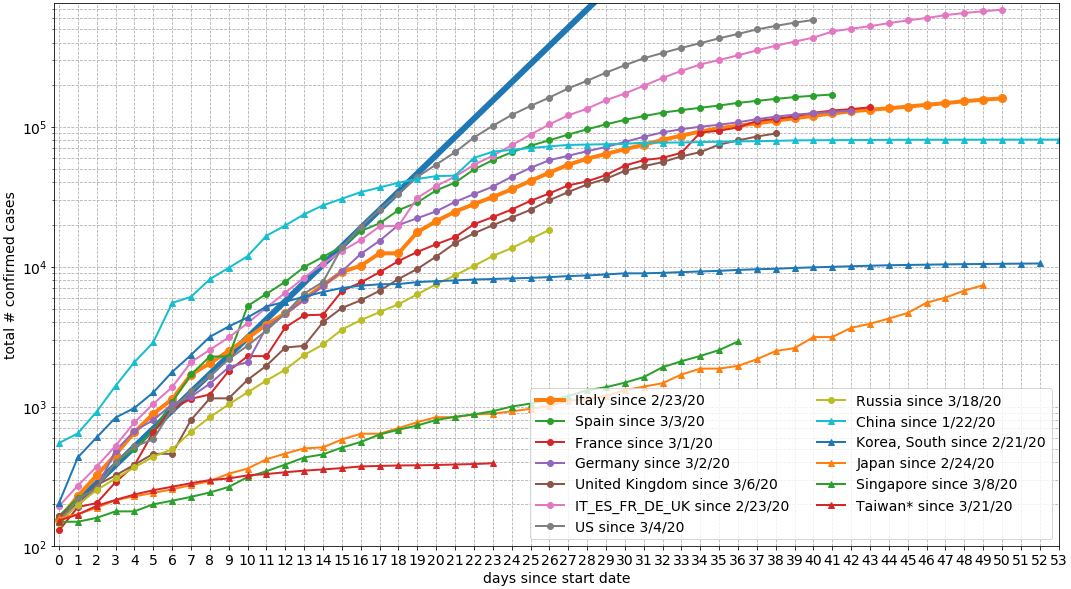 total # confirmed cases
10^5
10^4
10^3
10^2
Italy since 2/23/20
Spain since 3/3/20
France since 3/1/20
Germany since 3/2/20
United Kingdom since 3/6/20
IT_ES_FR_DE_UK since 2/23/20
US since 3/4/20
Russia since 3/18/20
China since 1/22/20
Korea, South since 2/21/20
Japan since 2/24/20
Singapore since 3/8/20
Taiwan* since 3/21/20
0 1 2 3 4 5 6 7 8 9 10 11 12 13 14 15 16 17 18 19 20 21 22 23 24 25 26 27 28 29 30 31 32 33 34 35 36 37 38 39 40 41 42 43 44 45 46 47 48 49 50 51 52 53
days since start date